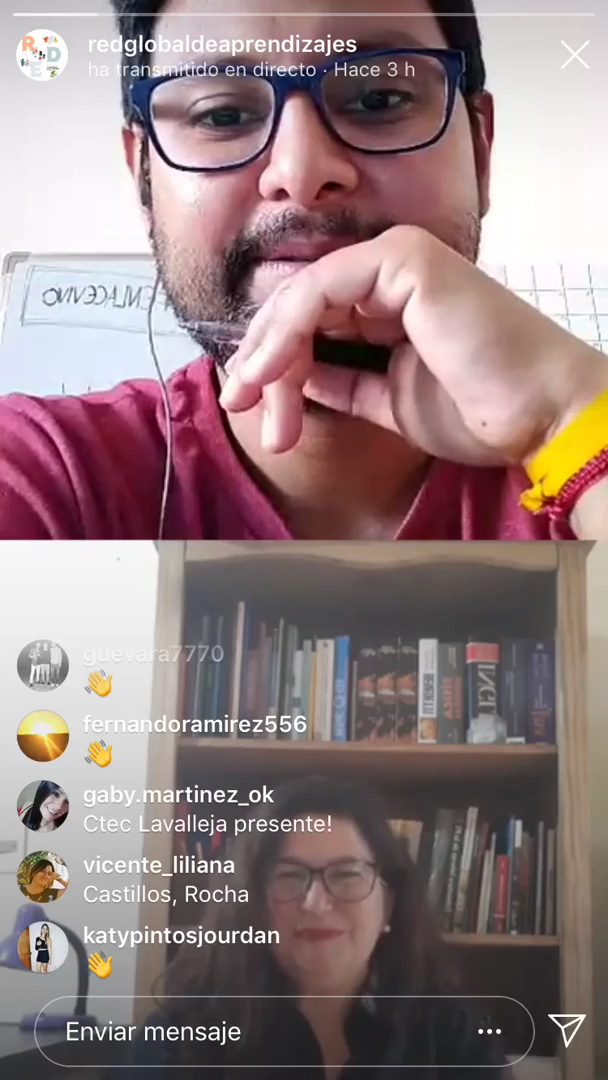 redglobaldeaprendizajes
ha transmitido en directo · Hace 3 h
ENLACEVIVO
guevara7770
👋
fernandoramirez556
👋
gaby.martinez_ok
Ctec Lavalleja presente!
vicente_liliana
Castillos, Rocha
katypintosjourdan
👋
Enviar mensaje